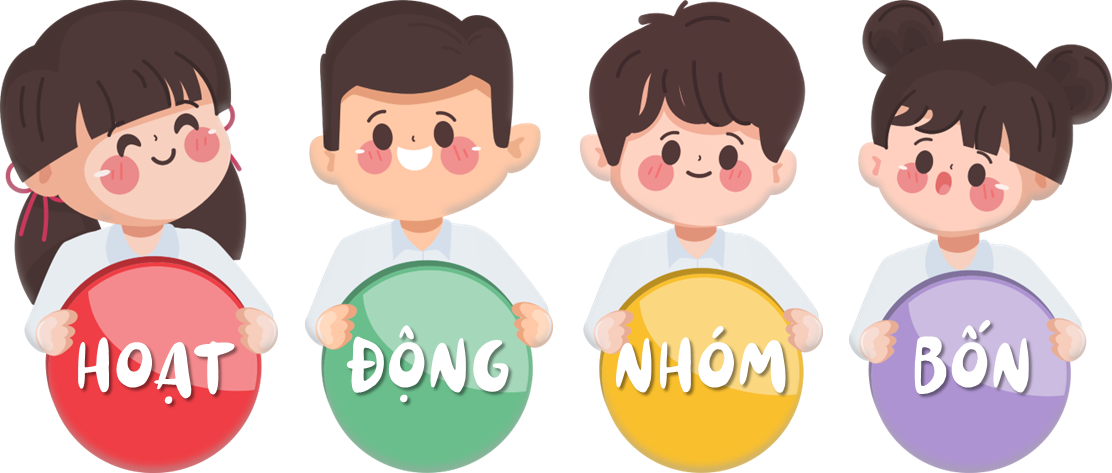 HOẠT ĐỘNG NHÓM BỐN